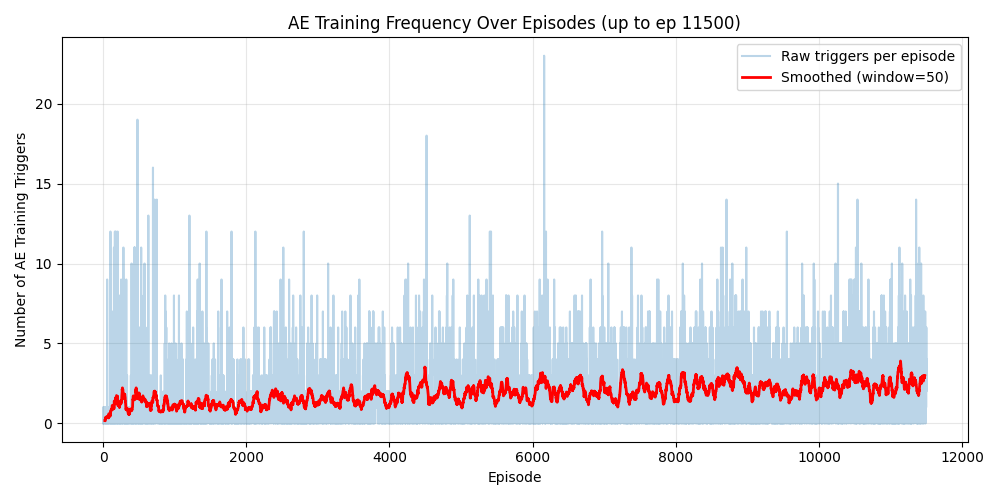 AE Training Frequency Over Episodes (up to ep 11500)
Raw triggers per episode
Smoothed (window=50)
Number of AE Training Triggers
20
15
10
5
0
0
2000
4000
6000
8000
10000
12000
Episode